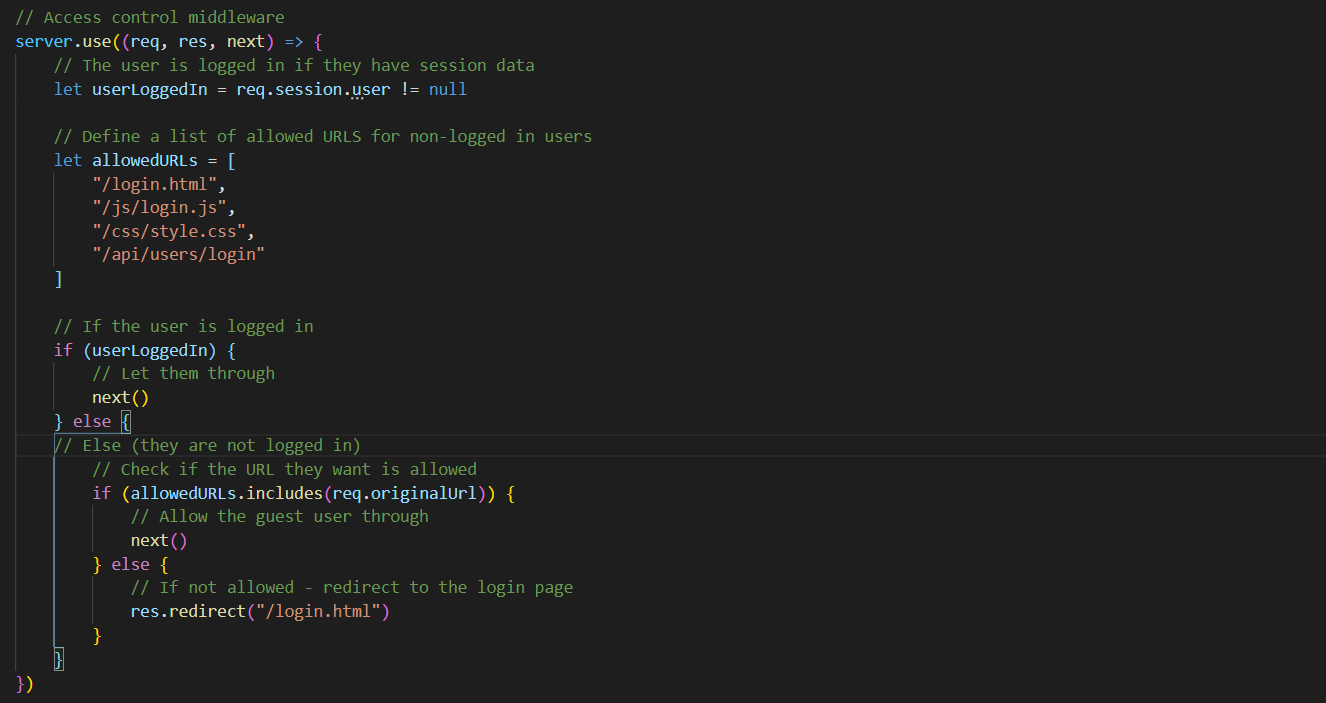 // Access control middleware
server.use((req, res, next) => {
    // The user is logged in if they have session data
    let userLoggedIn = req.session.user != null

    // Define a list of allowed URLS for non-logged in users
    let allowedURLs = [
        "/login.html",
        "/js/login.js",
        "/css/style.css",
        "/api/users/login"
    ]

    // If the user is logged in
    if (userLoggedIn) {
        // Let them through
        next()
    } else {
    // Else (they are not logged in)
        // Check if the URL they want is allowed
        if (allowedURLs.includes(req.originalUrl)) {
            // Allow the guest user through
            next()
        } else {
            // If not allowed - redirect to the login page
            res.redirect("/login.html")
        }
    }
})